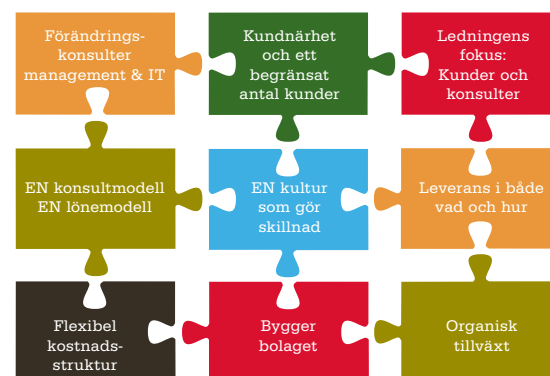 Förändrings-
konsulter
management & IT
Kundnärhet
och ett
begränsat
antal kunder
Ledningens
fokus:
Kunder och
konsulter
EN konsultmodell
EN lönemodell
EN kultur
som gör
skillnad
Leverans i både
vad och hur
Flexibel
kostnads-
struktur
Bygger
bolaget
Organisk
tillväxt